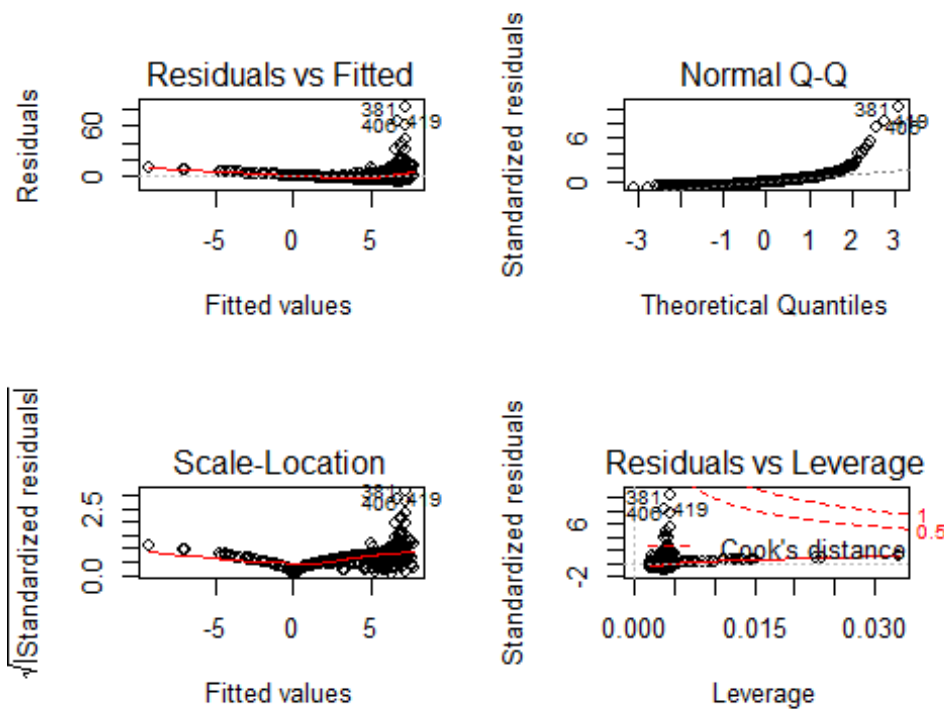 Residuals vs Fitted
Residuals
60
0
381
406
419
-5
0
5
Fitted values
Normal Q-Q
Standardized residuals
6
0
381
406
419
-3
-1
0
1
2
3
Theoretical Quantiles
Scale-Location
√|Standardized residuals|
2.5
0.0
381
406
419
-5
0
5
Fitted values
Residuals vs Leverage
Standardized residuals
6
-2
381
406
419
Cook's distance
1
0.5
0.000
0.015
0.030
Leverage